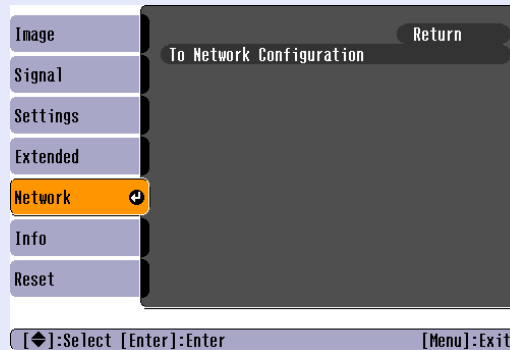 Image
Signal
Settings
Extended
Network
Info
Reset
Return
To Network Configuration
[◆]:Select [Enter]:Enter [Menu]:Exit